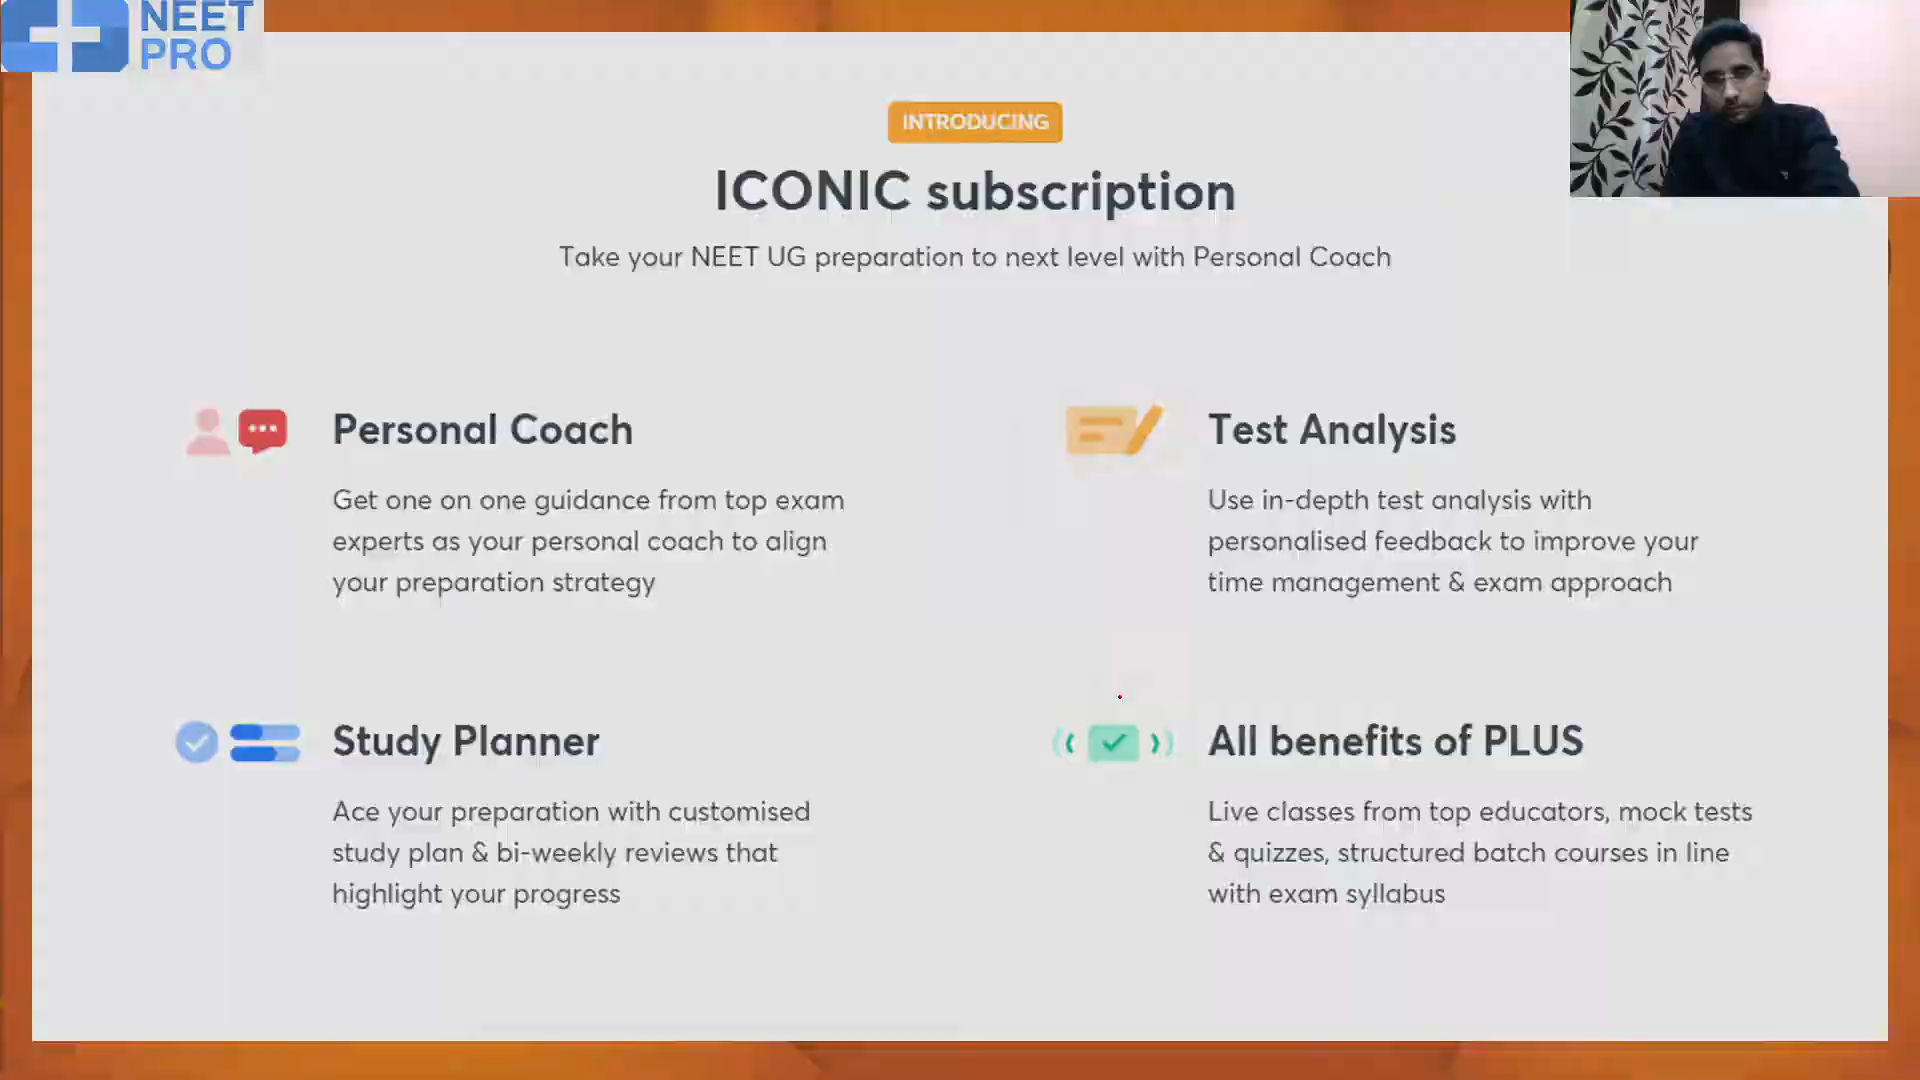 NEET
PRO
INTRODUCING
ICONIC subscription
Take your NEET UG preparation to next level with Personal Coach
Personal Coach
Get one on one guidance from top exam
experts as your personal coach to align
your preparation strategy
Test Analysis
Use in-depth test analysis with
personalised feedback to improve your
time management & exam approach
Study Planner
Ace your preparation with customised
study plan & bi-weekly reviews that
highlight your progress
All benefits of PLUS
Live classes from top educators, mock tests
& quizzes, structured batch courses in line
with exam syllabus